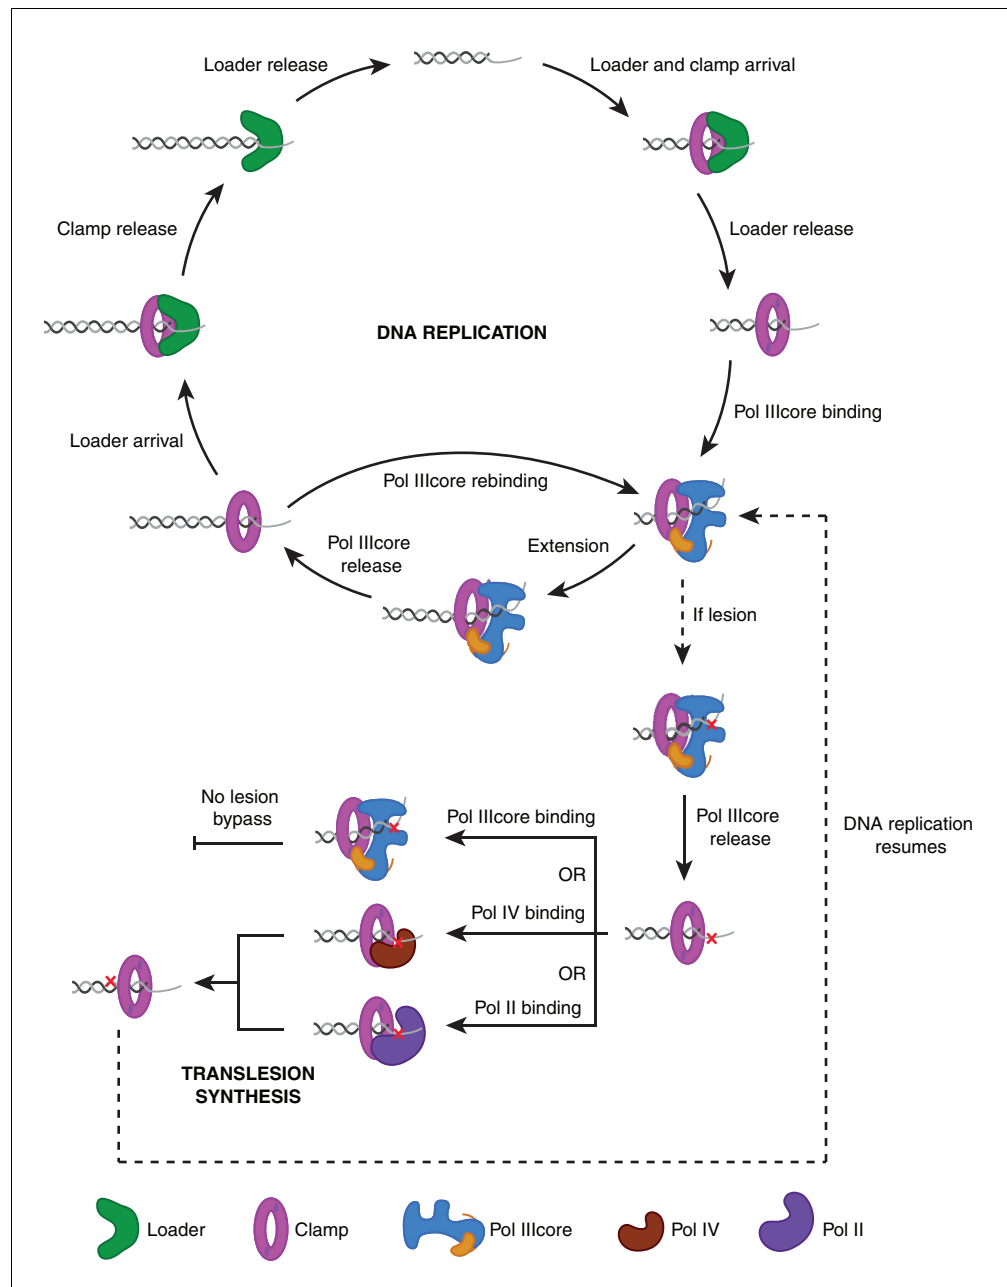 Loader release
Loader and clamp arrival
Clamp release
Loader release
DNA REPLICATION
Pol IIIcore binding
Loader arrival
Pol IIIcore rebinding
Pol IIIcore
release
Extension
If lesion
No lesion
bypass
Pol IIIcore binding
Pol IIIcore
release
DNA replication
resumes
OR
Pol IV binding
OR
Pol II binding
TRANSLESION
SYNTHESIS
Loader
Clamp
Pol IIIcore
Pol IV
Pol II